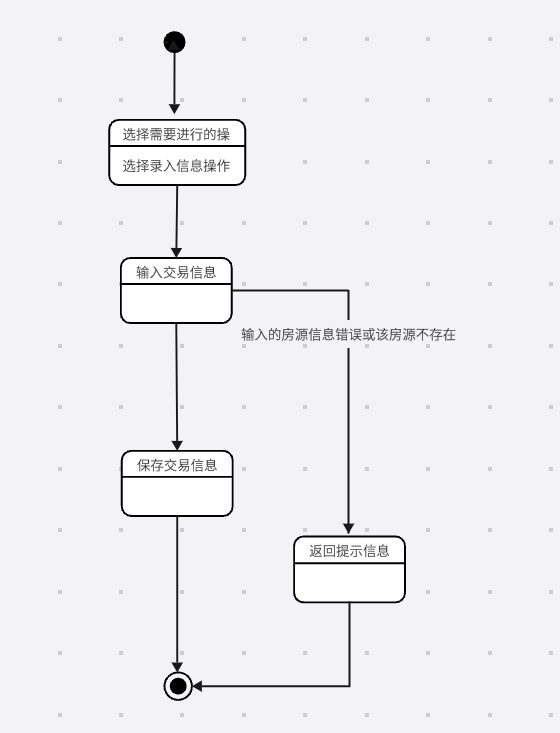 选择需要进行的操
选择录入信息操作
输入交易信息
输入的房源信息错误或该房源不存在
保存交易信息
返回提示信息